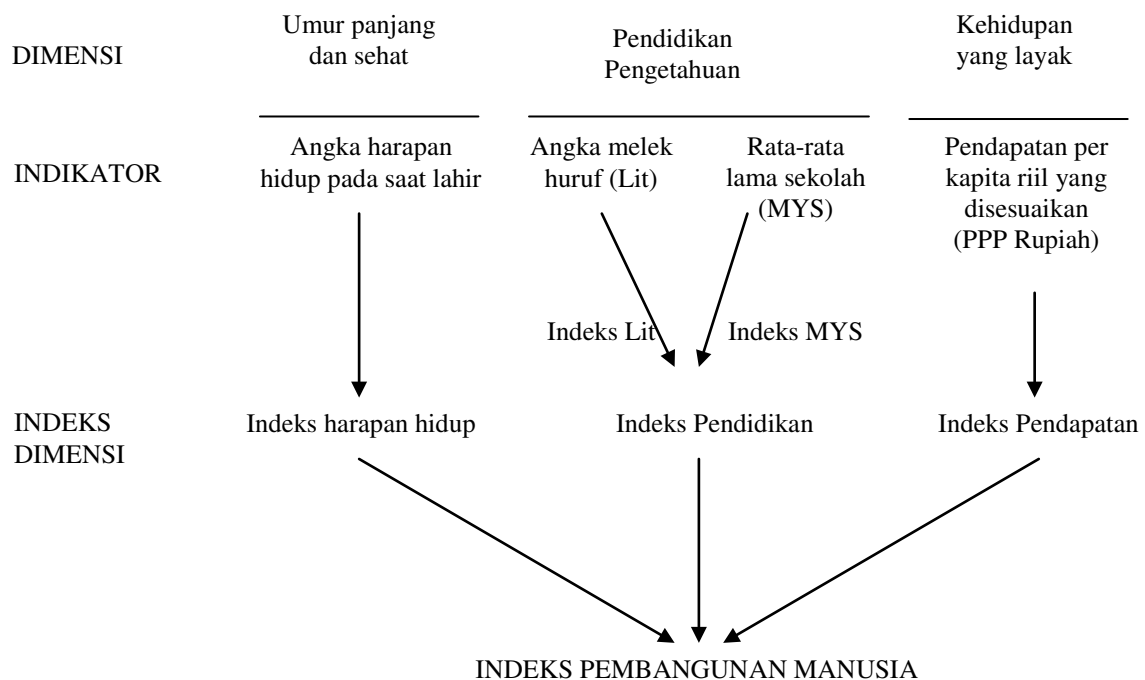 DIMENSI
Umur panjang
dan sehat
Pendidikan
Pengetahuan
Kehidupan
yang layak
INDIKATOR
Angka harapan
hidup pada saat lahir
Angka melek
huruf (Lit)
Rata-rata
lama sekolah
(MYS)
Pendapatan per
kapita riil yang
disesuaikan
(PPP Rupiah)
Indeks Lit
Indeks MYS
INDEKS
DIMENSI
Indeks harapan hidup
Indeks Pendidikan
Indeks Pendapatan
INDEKS PEMBANGUNAN MANUSIA